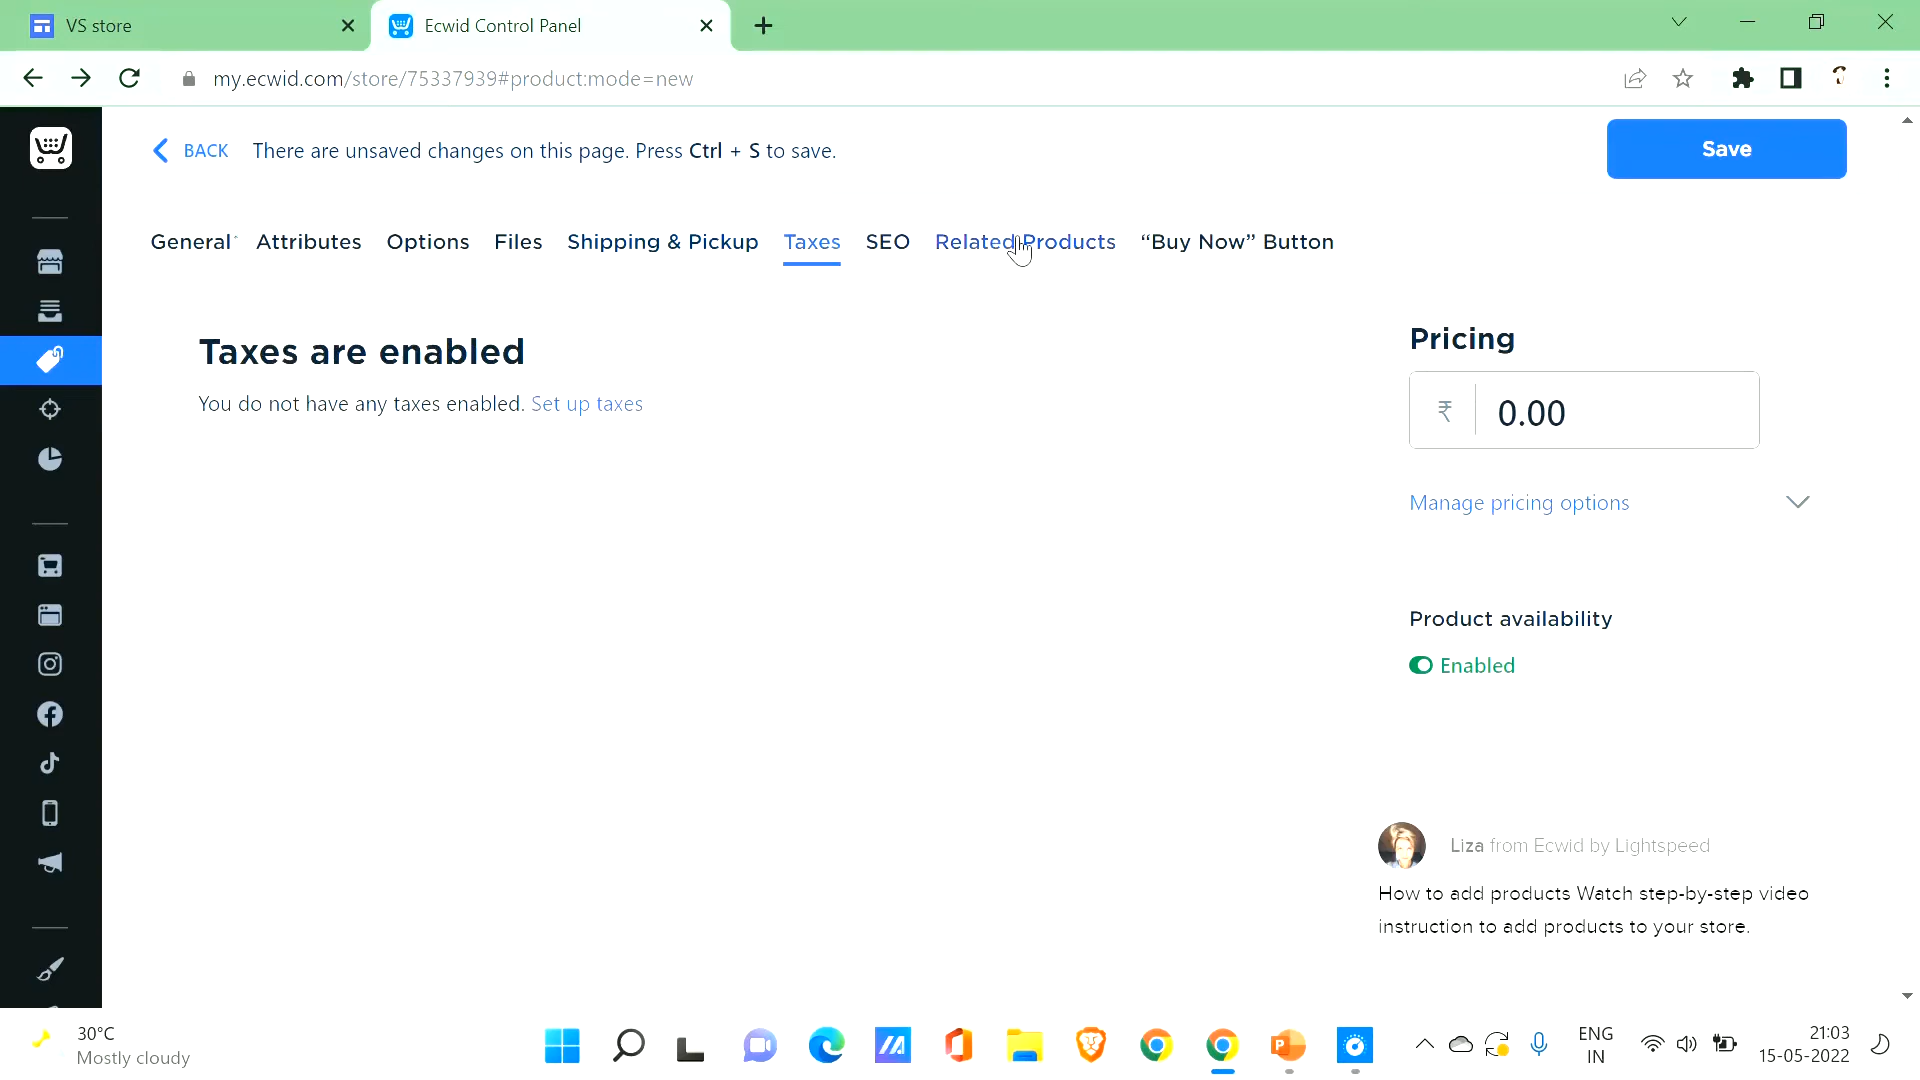 VS store
Ecwid Control Panel
my.ecwid.com/store/75337939#product:mode=new
BACK There are unsaved changes on this page. Press Ctrl + S to save.
Save
General* Attributes Options Files Shipping & Pickup Taxes SEO Related Products “Buy Now” Button
Taxes are enabled
You do not have any taxes enabled. Set up taxes
Pricing
₹ 0.00
Manage pricing options
Product availability
Enabled
Liza from Ecwid by Lightspeed
How to add products Watch step-by-step video
instruction to add products to your store.
30°C
Mostly cloudy
ENG
IN
21:03
15-05-2022